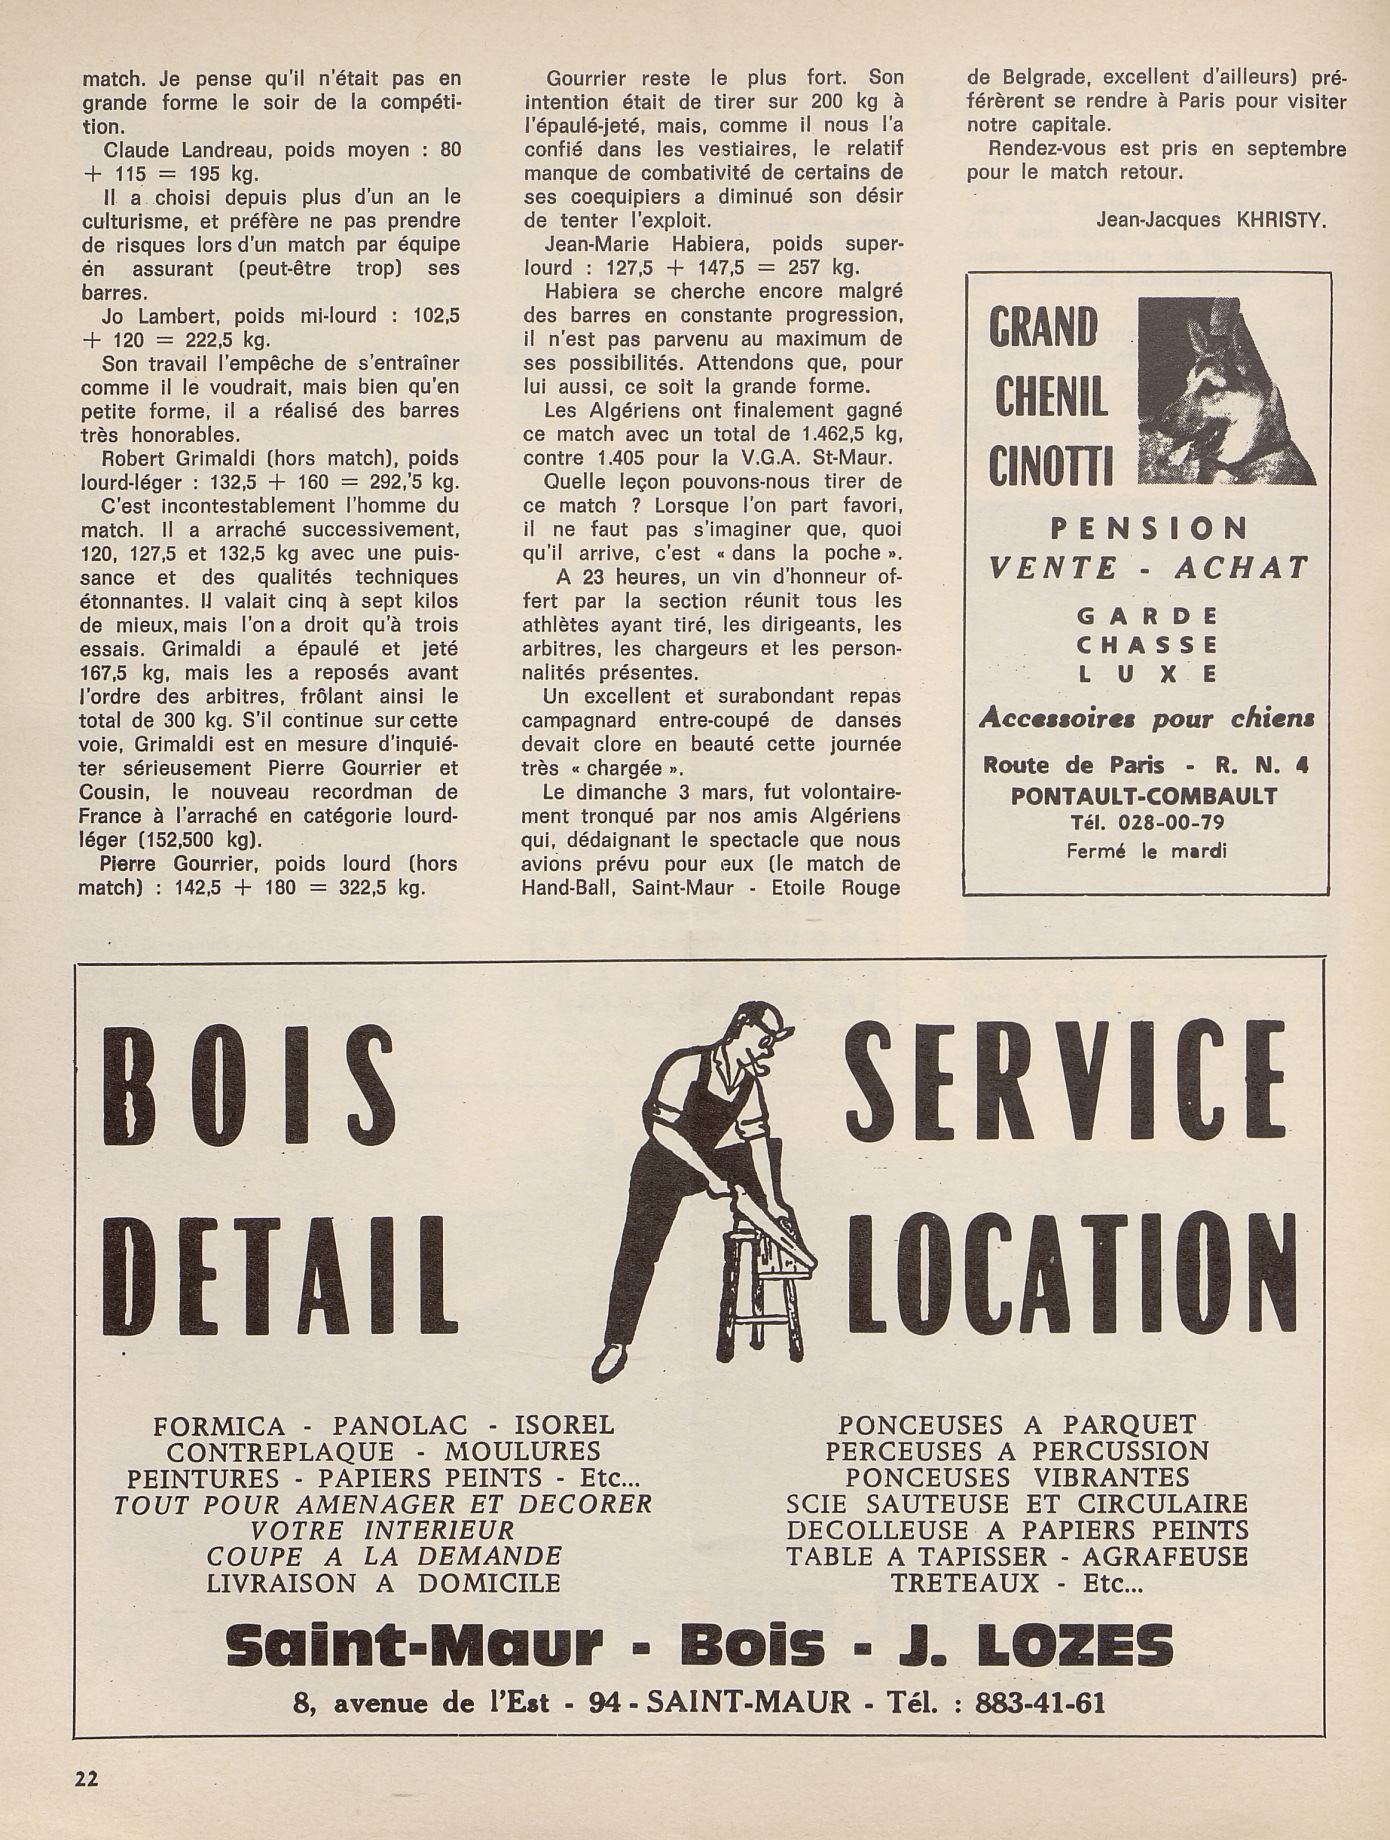 match. Je pense qu'il n'était pas en
grande forme le soir de la compéti-
tion.
Claude Landreau, poids moyen : 80
+ 115 = 195 kg.
Il a choisi depuis plus d'un an le
culturisme, et préfère ne pas prendre
de risques lors d'un match par équipe
én assurant (peut-être trop) ses
barres.
Jo Lambert, poids mi-lourd : 102,5
+ 120 = 222,5 kg.
Son travail l'empêche de s'entraîner
comme il le voudrait, mais bien qu'en
petite forme, il a réalisé des barres
très honorables.
Robert Grimaldi (hors match), poids
lourd-léger : 132,5 + 160 = 292,'5 kg.
C'est incontestablement l'homme du
match. Il a arraché successivement,
120, 127,5 et 132,5 kg avec une puis-
sance et des qualités techniques
étonnantes. Il valait cinq à sept kilos
de mieux, mais l'on a droit qu'à trois
essais. Grimaldi a épaulé et jeté
167,5 kg, mais les a reposés avant
l'ordre des arbitres, frôlant ainsi le
total de 300 kg. S'il continue sur cette
voie, Grimaldi est en mesure d'inquié-
ter sérieusement Pierre Gourrier et
Cousin, le nouveau recordman de
France à l'arraché en catégorie lourd-
léger (152,500 kg).
Pierre Gourrier, poids lourd (hors
match) : 142,5 + 180 = 322,5 kg.
Gourrier reste le plus fort. Son
intention était de tirer sur 200 kg à
l'épaulé-jeté, mais, comme il nous l'a
confié dans les vestiaires, le relatif
manque de combativité de certains de
ses coequipiers a diminué son désir
de tenter l'exploit.
Jean-Marie Habiera, poids super-
lourd : 127,5 + 147,5 = 257 kg.
Habiera se cherche encore malgré
des barres en constante progression,
il n'est pas parvenu au maximum de
ses possibilités. Attendons que, pour
lui aussi, ce soit la grande forme.
Les Algériens ont finalement gagné
ce match avec un total de 1.462,5 kg,
contre 1.405 pour la V.G.A. St-Maur.
Quelle leçon pouvons-nous tirer de
ce match ? Lorsque l'on part favori,
il ne faut pas s'imaginer que, quoi
qu'il arrive, c'est « dans la poche ».
A 23 heures, un vin d'honneur of-
fert par la section réunit tous les
athlètes ayant tiré, les dirigeants, les
arbitres, les chargeurs et les person-
nalités présentes.
Un excellent et surabondant repas
campagnard entre-coupé de danses
devait clore en beauté cette journée
très « chargée ».
Le dimanche 3 mars, fut volontaire-
ment tronqué par nos amis Algériens
qui, dédaignant le spectacle que nous
avions prévu pour eux (le match de
Hand-Ball, Saint-Maur - Etoile Rouge
de Belgrade, excellent d'ailleurs) pré-
férèrent se rendre à Paris pour visiter
notre capitale.
Rendez-vous est pris en septembre
pour le match retour.
Jean-Jacques KHRISTY.
GRAND
CHENIL
CINOTTI
PENSION
VENTE - ACHAT
GARDE
CHASSE
LUXE
Accessoires pour chiens
Route de Paris - R. N. 4
PONTAULT-COMBAULT
Tél. 028-00-79
Fermé le mardi
BOIS
DETAIL
SERVICE
LOCATION
FORMICA - PANOLAC - ISOREL
CONTREPLAQUE - MOULURES
PEINTURES - PAPIERS PEINTS - Etc...
TOUT POUR AMENAGER ET DECORER
VOTRE INTERIEUR
COUPE A LA DEMANDE
LIVRAISON A DOMICILE
PONCEUSES A PARQUET
PERCEUSES A PERCUSSION
PONCEUSES VIBRANTES
SCIE SAUTEUSE ET CIRCULAIRE
DECOLLEUSE A PAPIERS PEINTS
TABLE A TAPISSER - AGRAFEUSE
TRETEAUX - Etc...
Saint-Maur - Bois - J. LOZES
8, avenue de l'Est - 94 - SAINT-MAUR - Tél. : 883-41-61
22